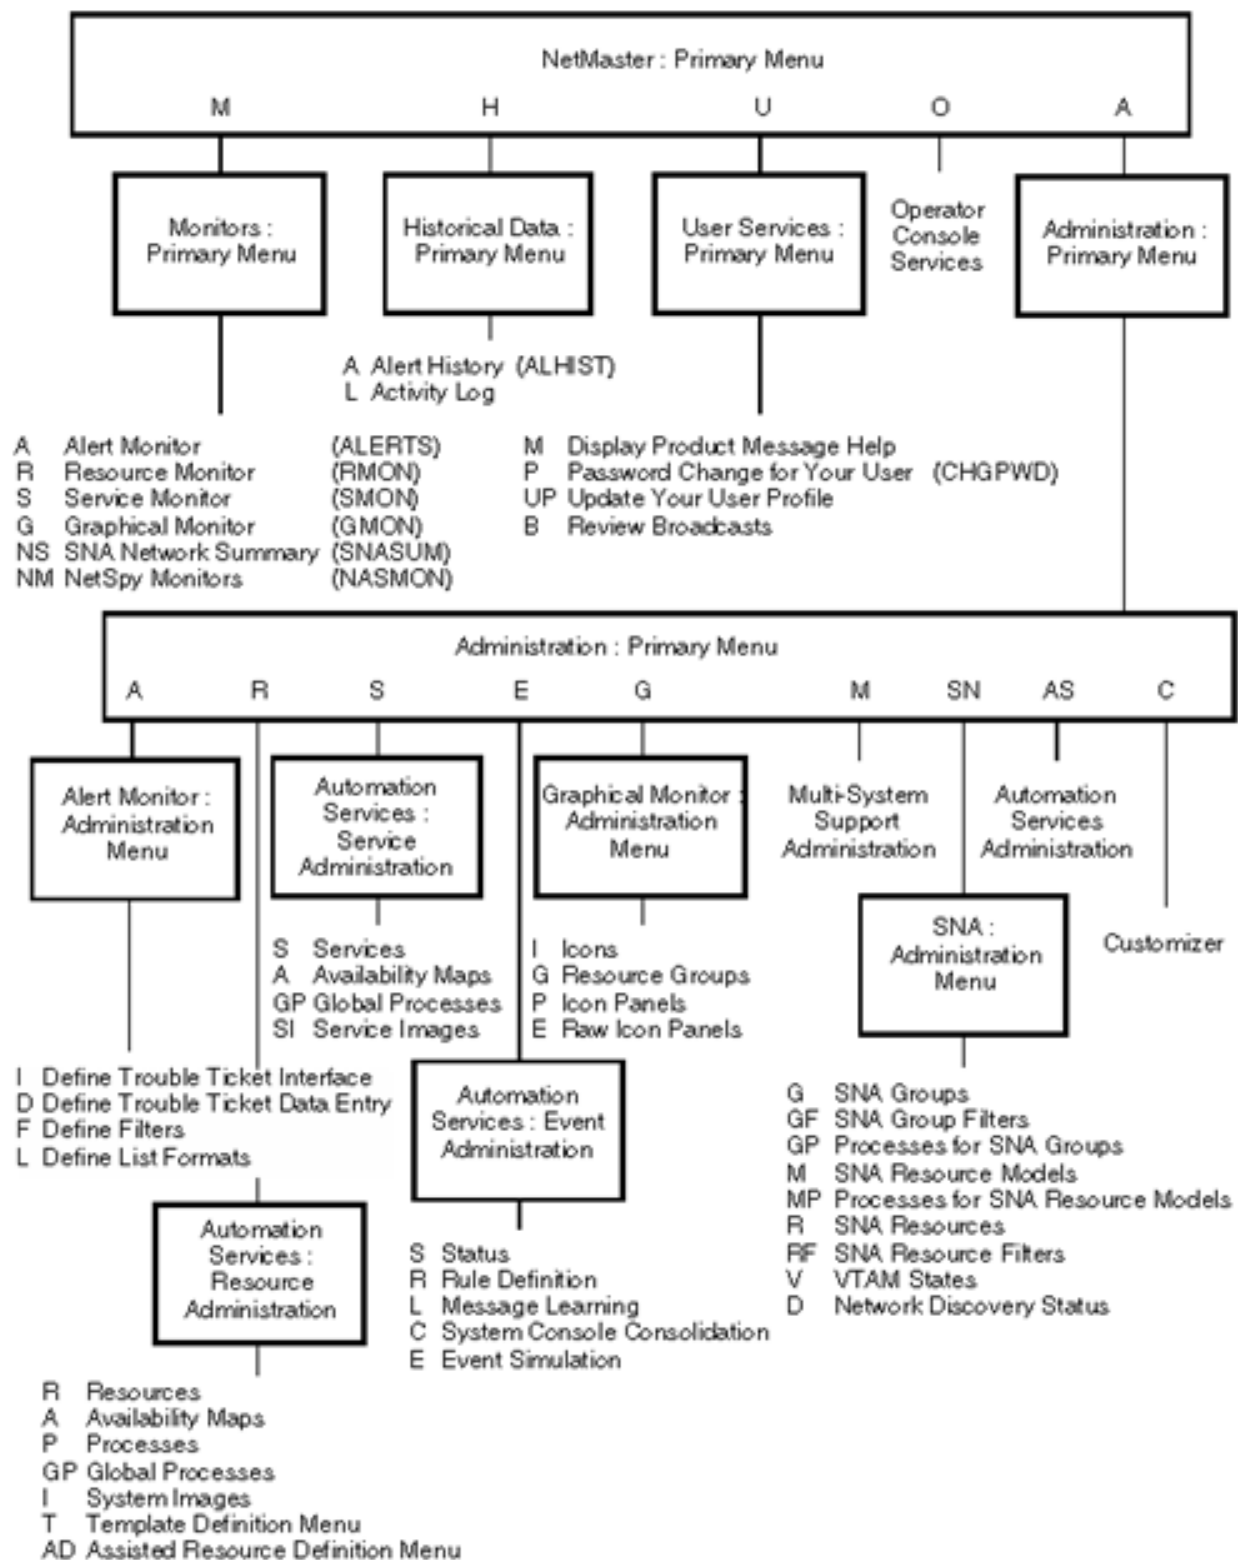 NetMaster : Primary Menu
M H U O A
Monitors :
Primary Menu
Historical Data :
Primary Menu
User Services :
Primary Menu
Operator
Console
Services
Administration :
Primary Menu
A Alert History (ALHIST)
L Activity Log
A Alert Monitor (ALERTS)
R Resource Monitor (RMON)
S Service Monitor (SMON)
G Graphical Monitor (GMON)
NS SNA Network Summary (SNASUM)
NM NetSpy Monitors (NASMON)
M Display Product Message Help
P Password Change for Your User (CHGPWD)
UP Update Your User Profile
B Review Broadcasts
Administration : Primary Menu
A R S E G M SN AS C
Alert Monitor :
Administration
Menu
Automation
Services :
Service
Administration
Graphical Monitor :
Administration
Menu
Multi-System
Support
Administration
Automation
Services
Administration
SNA :
Administration
Menu
Customizer
S Services
A Availability Maps
GP Global Processes
SI Service Images
I Icons
G Resource Groups
P Icon Panels
E Raw Icon Panels
I Define Trouble Ticket Interface
D Define Trouble Ticket Data Entry
F Define Filters
L Define List Formats
Automation
Services : Event
Administration
G SNA Groups
GF SNA Group Filters
GP Processes for SNA Groups
M SNA Resource Models
MP Processes for SNA Resource Models
R SNA Resources
RF SNA Resource Filters
V VTAM States
D Network Discovery Status
Automation
Services :
Resource
Administration
S Status
R Rule Definition
L Message Learning
C System Console Consolidation
E Event Simulation
R Resources
A Availability Maps
P Processes
GP Global Processes
I System Images
T Template Definition Menu
AD Assisted Resource Definition Menu